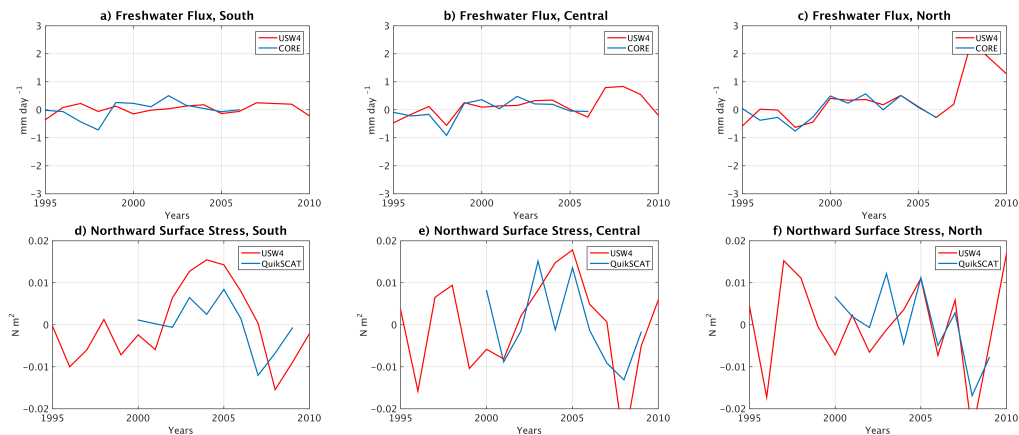 a) Freshwater Flux, South
3
2
1
0
−1
−2
−3
mm day −1
1995 2000 2005 2010
Years
USW4
CORE
b) Freshwater Flux, Central
3
2
1
0
−1
−2
−3
mm day −1
1995 2000 2005 2010
Years
USW4
CORE
c) Freshwater Flux, North
3
2
1
0
−1
−2
−3
mm day −1
1995 2000 2005 2010
Years
USW4
CORE
d) Northward Surface Stress, South
0.02
0.01
0
−0.01
−0.02
N m2
1995 2000 2005 2010
Years
USW4
QuikSCAT
e) Northward Surface Stress, Central
0.02
0.01
0
−0.01
−0.02
N m2
1995 2000 2005 2010
Years
USW4
QuikSCAT
f) Northward Surface Stress, North
0.02
0.01
0
−0.01
−0.02
N m2
1995 2000 2005 2010
Years
USW4
QuikSCAT